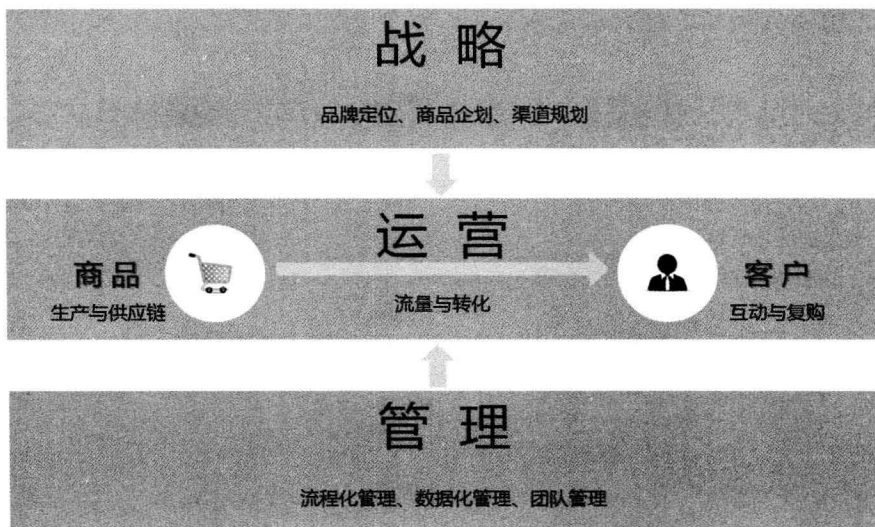 战略
品牌定位、商品企划、渠道规划
运营
商品
客户
生产与供应链
流量与转化
互动与复购
管理
流程化管理、数据化管理、团队管理